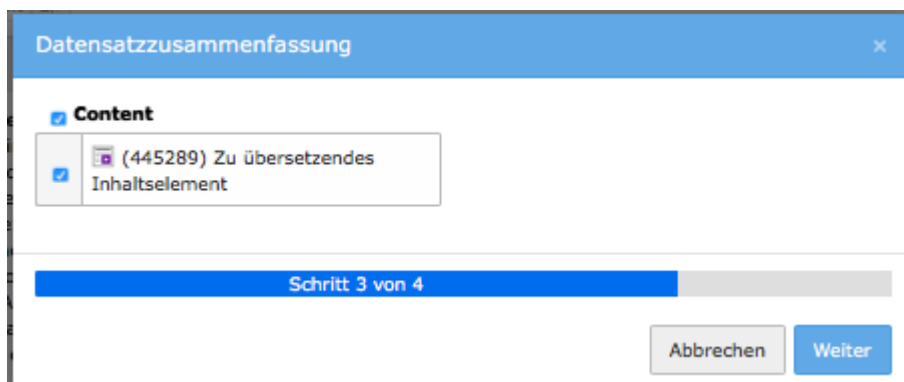 Datensatzzusammenfassung
×
Content
(445289) Zu übersetzendes
Inhaltselement
Schritt 3 von 4
Abbrechen
Weiter